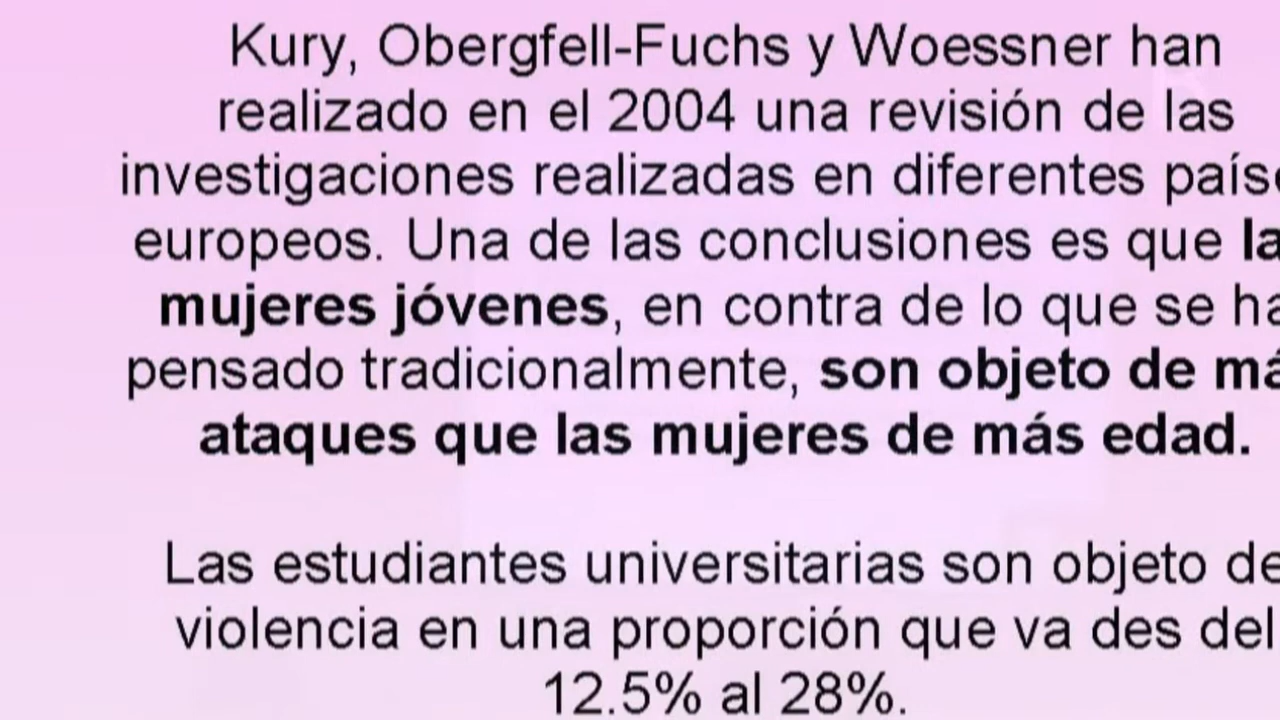 Kury, Obergfell-Fuchs y Woessner han
realizado en el 2004 una revisión de las
investigaciones realizadas en diferentes paíse
europeos. Una de las conclusiones es que la
mujeres jóvenes, en contra de lo que se ha
pensado tradicionalmente, son objeto de má
ataques que las mujeres de más edad.
Las estudiantes universitarias son objeto de
violencia en una proporción que va des del
12.5% al 28%.